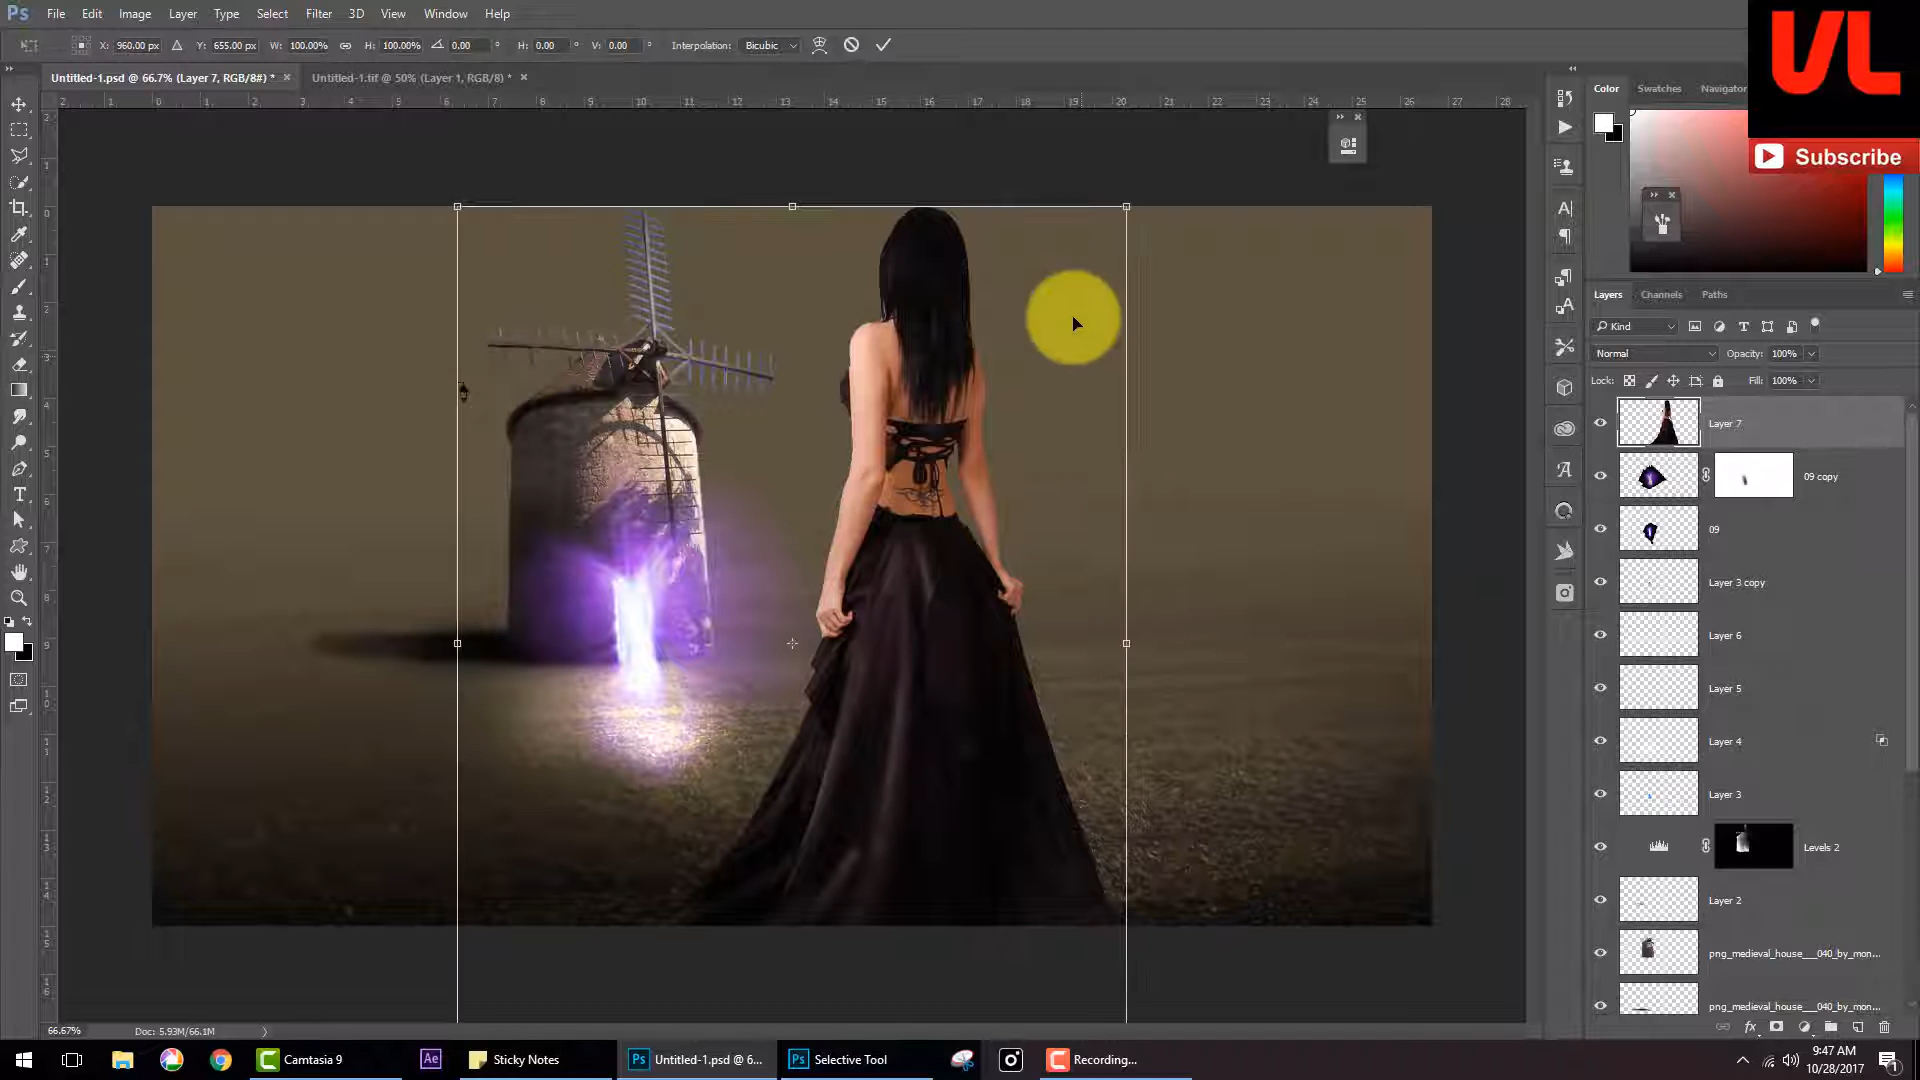 Ps File Edit Image Layer Type Select Filter 3D View Window Help
X: 960.00 px Y: 655.00 px W: 100.00% H: 100.00% 0.00 ° H: 0.00 ° V: 0.00 ° Interpolation: Bicubic
Untitled-1.psd @ 66.7% (Layer 7, RGB/8#) * × Untitled-1.tif @ 50% (Layer 1, RGB/8) * ×
VL
Subscribe
Color Swatches Navigator
Layers Channels Paths
Kind
Normal Opacity: 100%
Lock: Fill: 100%
Layer 7
09 copy
09
Layer 3 copy
Layer 6
Layer 5
Layer 4
Layer 3
Levels 2
Layer 2
png_medieval_house___040_by_mon...
png_medieval_house___040_by_mon...
66.67% Doc: 5.93M/66.1M
Camtasia 9 Ae Sticky Notes Ps Untitled-1.psd @ 6... Ps Selective Tool Recording...
9:47 AM
10/28/2017